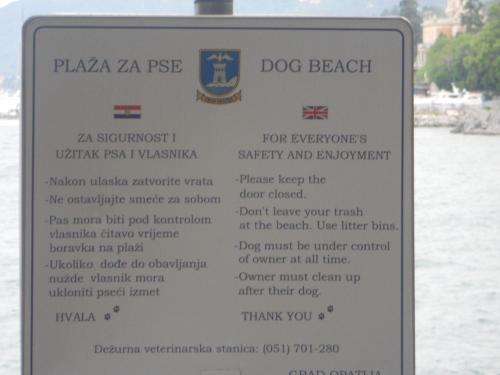 PLAŽA ZA PSE
DOG BEACH
ZA SIGURNOST I
UŽITAK PSA I VLASNIKA
-Nakon ulaska zatvorite vrata
-Ne ostavljajte smeće za sobom
-Pas mora biti pod kontrolom
vlasnika čitavo vrijeme
boravka na plaži
-Ukoliko dođe do obavljanja
nužde vlasnik mora
ukloniti pseći izmet
HVALA
FOR EVERYONE'S
SAFETY AND ENJOYMENT
-Please keep the
door closed.
-Don't leave your trash
at the beach. Use litter bins.
-Dog must be under control
of owner at all time.
-Owner must clean up
after their dog.
THANK YOU
Dežurna veterinarska stanica: (051) 701-280
GRAD OPATIJA